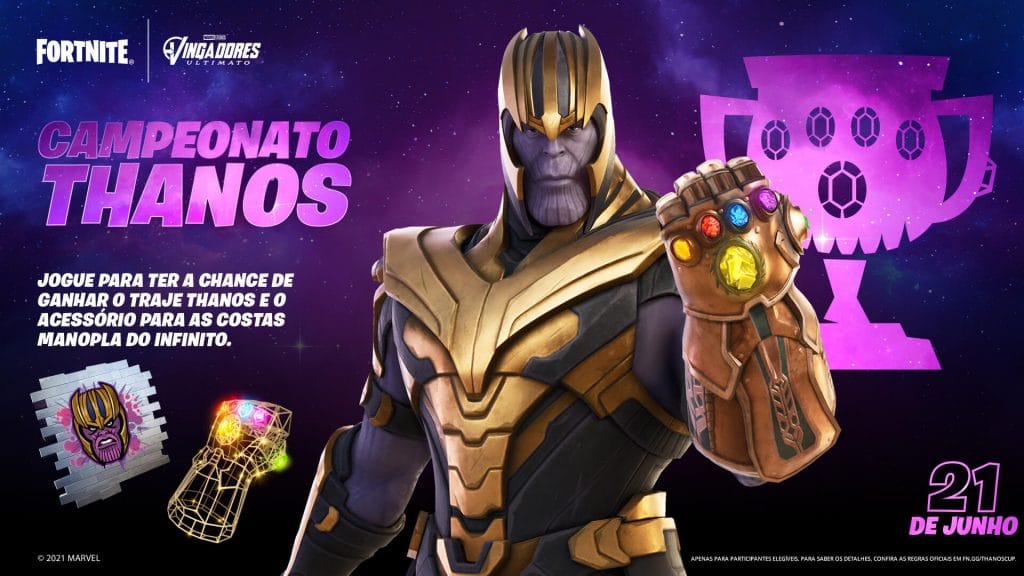 FORTNITE
MARVEL STUDIOS
VINGADORES
ULTIMATO
CAMPEONATO
THANOS
JOGUE PARA TER A CHANCE DE
GANHAR O TRAJE THANOS E O
ACESSÓRIO PARA AS COSTAS
MANOPLA DO INFINITO.
21
DE JUNHO
© 2021 MARVEL
APENAS PARA PARTICIPANTES ELEGÍVEIS. PARA SABER OS DETALHES, CONFIRA AS REGRAS OFICIAIS EM FN.GG/THANOSCUP.